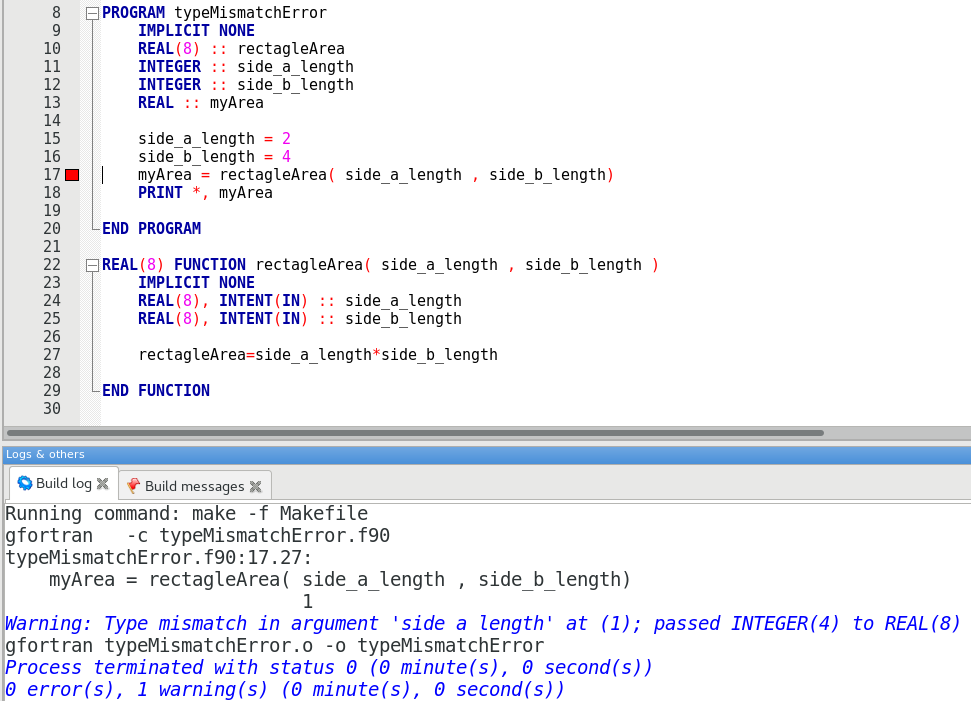 8 PROGRAM typeMismatchError
9 IMPLICIT NONE
10 REAL(8) :: rectagleArea
11 INTEGER :: side_a_length
12 INTEGER :: side_b_length
13 REAL :: myArea
14
15 side_a_length = 2
16 side_b_length = 4
17 myArea = rectagleArea( side_a_length , side_b_length)
18 PRINT *, myArea
19
20 END PROGRAM
21
22 REAL(8) FUNCTION rectagleArea( side_a_length , side_b_length )
23 IMPLICIT NONE
24 REAL(8), INTENT(IN) :: side_a_length
25 REAL(8), INTENT(IN) :: side_b_length
26
27 rectagleArea=side_a_length*side_b_length
28
29 END FUNCTION
30
Logs & others
Build log Build messages
Running command: make -f Makefile
gfortran   -c typeMismatchError.f90
typeMismatchError.f90:17.27:
myArea = rectagleArea( side_a_length , side_b_length)
1
Warning: Type mismatch in argument 'side a length' at (1); passed INTEGER(4) to REAL(8)
gfortran typeMismatchError.o -o typeMismatchError
Process terminated with status 0 (0 minute(s), 0 second(s))
0 error(s), 1 warning(s) (0 minute(s), 0 second(s))